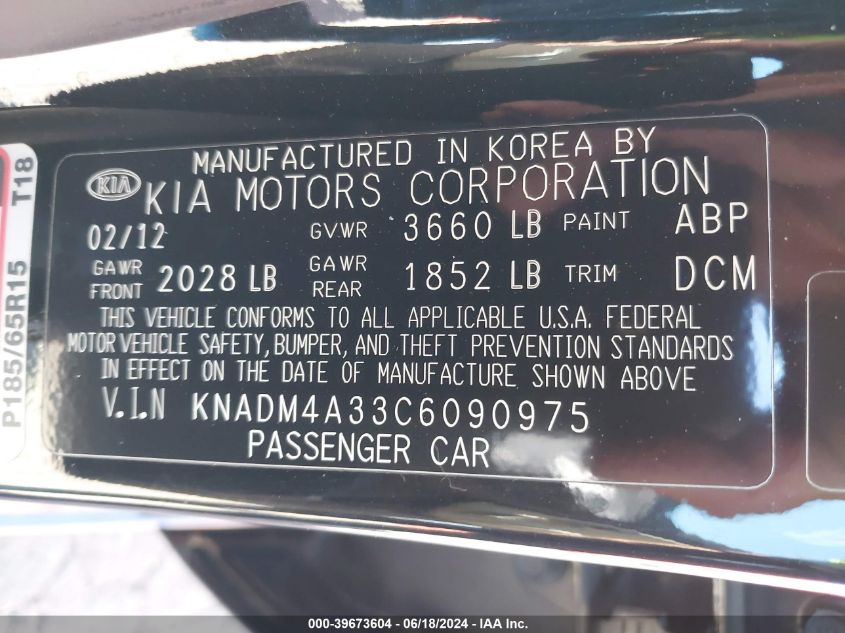 MANUFACTURED IN KOREA BY
KIA KIA MOTORS CORPORATION
02/12 GVWR 3660 LB PAINT ABP
GAWR FRONT 2028 LB GAWR REAR 1852 LB TRIM DCM
THIS VEHICLE CONFORMS TO ALL APPLICABLE U.S.A. FEDERAL
MOTOR VEHICLE SAFETY, BUMPER, AND THEFT PREVENTION STANDARDS
IN EFFECT ON THE DATE OF MANUFACTURE SHOWN ABOVE
V.I.N KNADM4A33C6090975
PASSENGER CAR
P185/65R15 T18
000-39673604 - 06/18/2024 - IAA Inc.